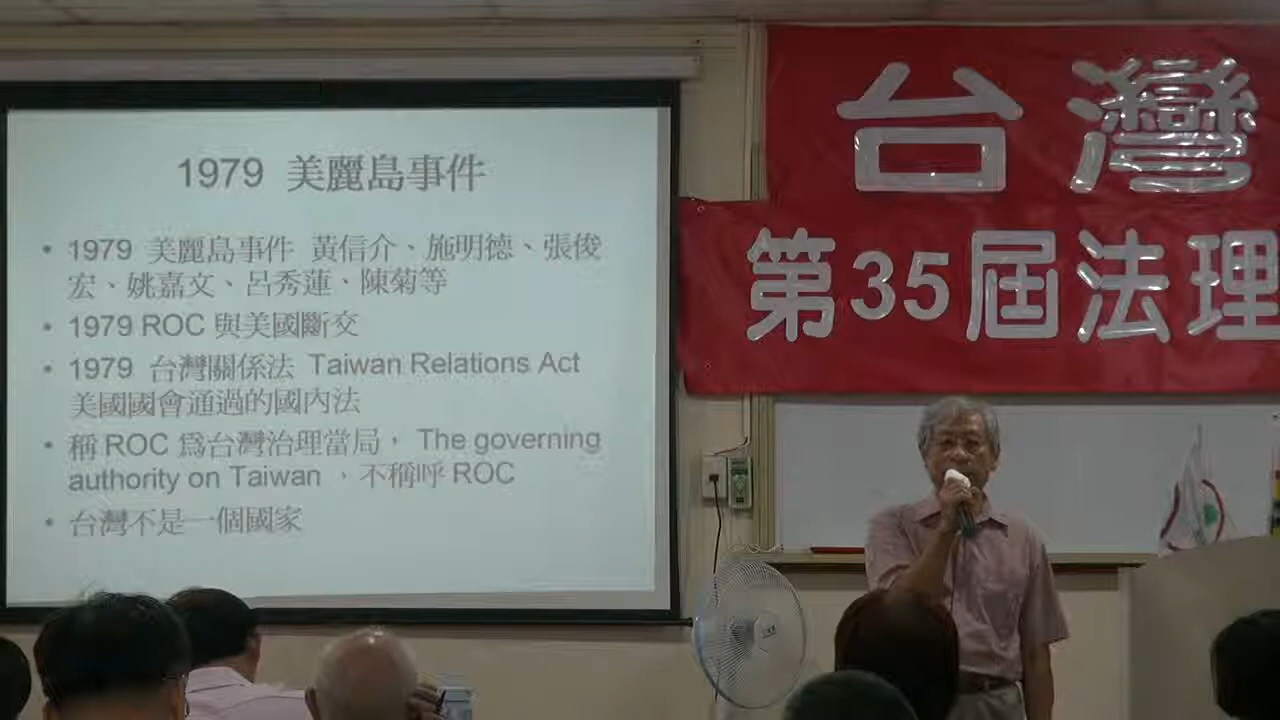 1979 美麗島事件
• 1979 美麗島事件 黃信介、施明德、張俊
宏、姚嘉文、呂秀蓮、陳菊等
• 1979 ROC 與美國斷交
• 1979 台灣關係法 Taiwan Relations Act
美國國會通過的國內法
• 稱 ROC 為台灣治理當局， The governing
authority on Taiwan ，不稱呼 ROC
• 台灣不是一個國家
台灣
第35屆法理